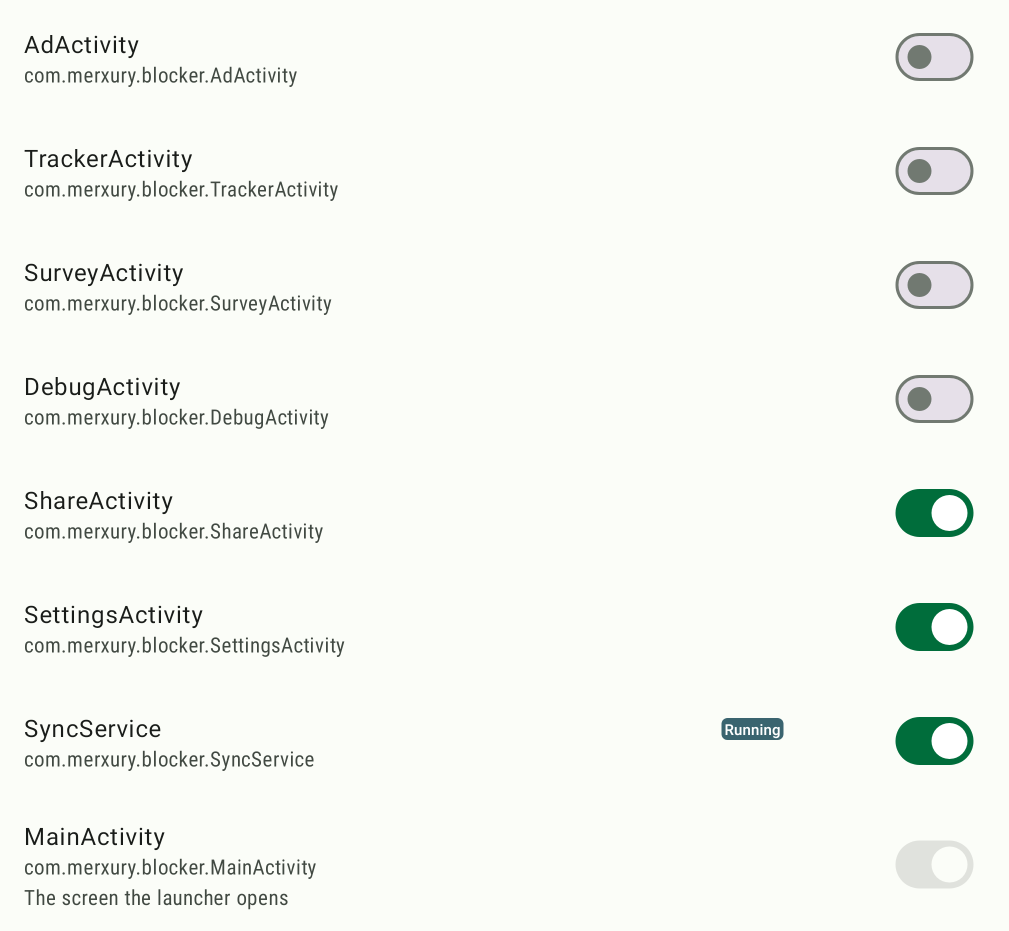 AdActivity
com.merxury.blocker.AdActivity
TrackerActivity
com.merxury.blocker.TrackerActivity
SurveyActivity
com.merxury.blocker.SurveyActivity
DebugActivity
com.merxury.blocker.DebugActivity
ShareActivity
com.merxury.blocker.ShareActivity
SettingsActivity
com.merxury.blocker.SettingsActivity
SyncService
Running
com.merxury.blocker.SyncService
MainActivity
com.merxury.blocker.MainActivity
The screen the launcher opens